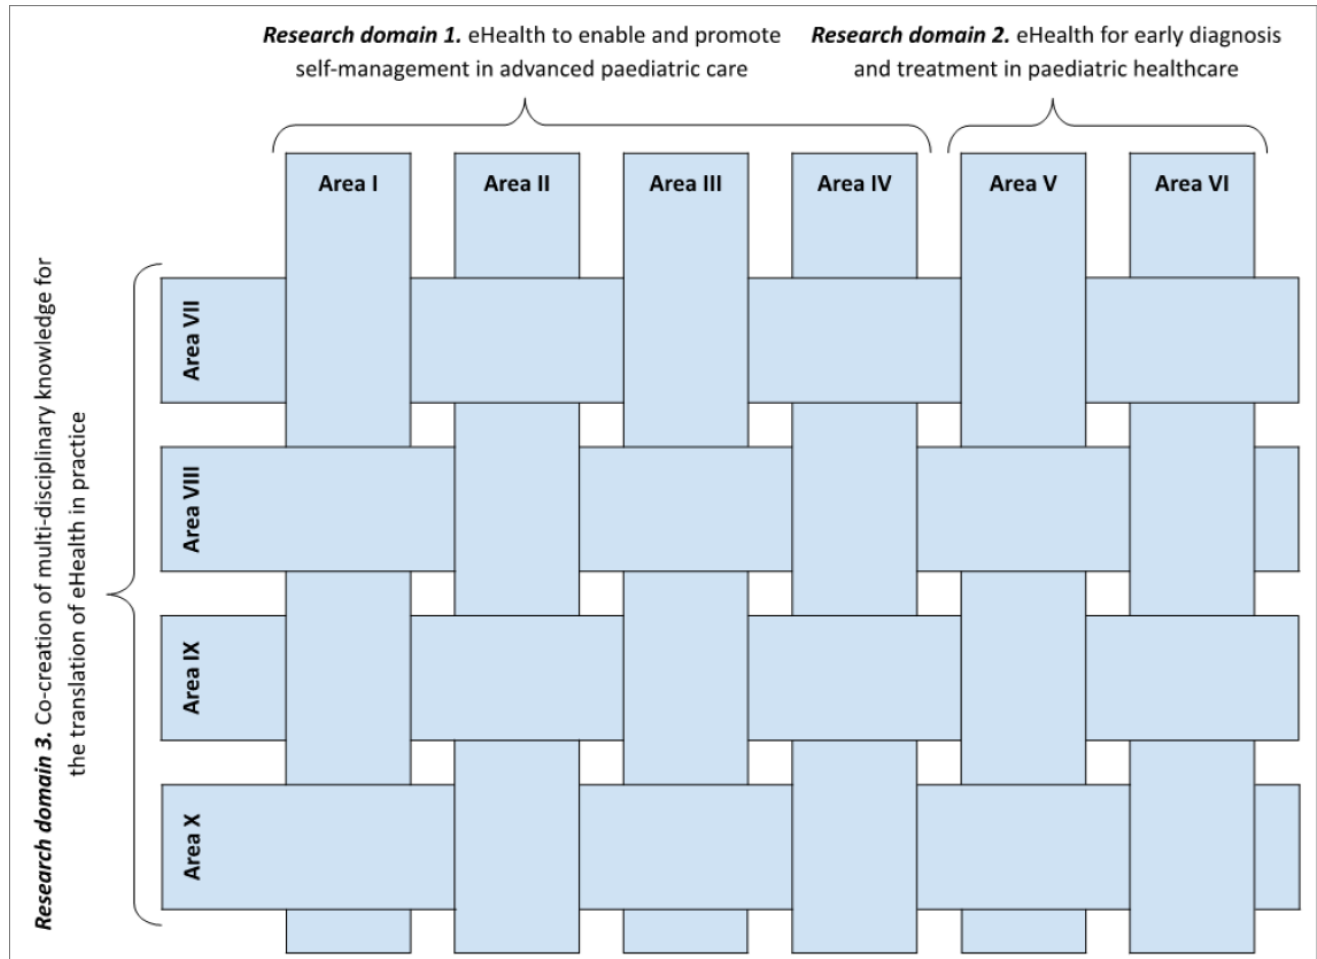 Research domain 1. eHealth to enable and promote
self-management in advanced paediatric care
Research domain 2. eHealth for early diagnosis
and treatment in paediatric healthcare
Area I
Area II
Area III
Area IV
Area V
Area VI
Research domain 3. Co-creation of multi-disciplinary knowledge for
the translation of eHealth in practice
Area VII
Area VIII
Area IX
Area X